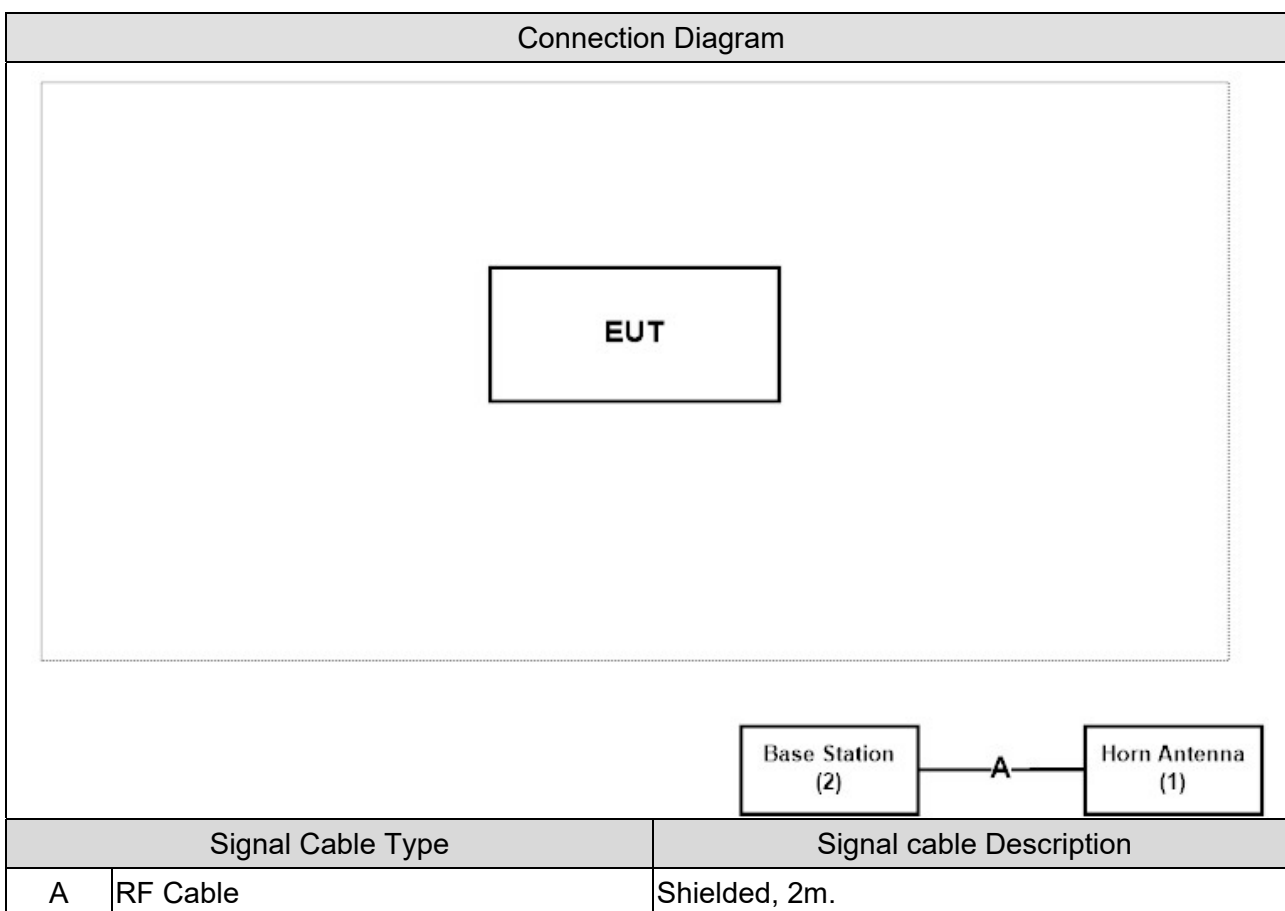 Connection Diagram
EUT
Base Station
(2)
A
Horn Antenna
(1)
Signal Cable Type Signal cable Description
A RF Cable Shielded, 2m.